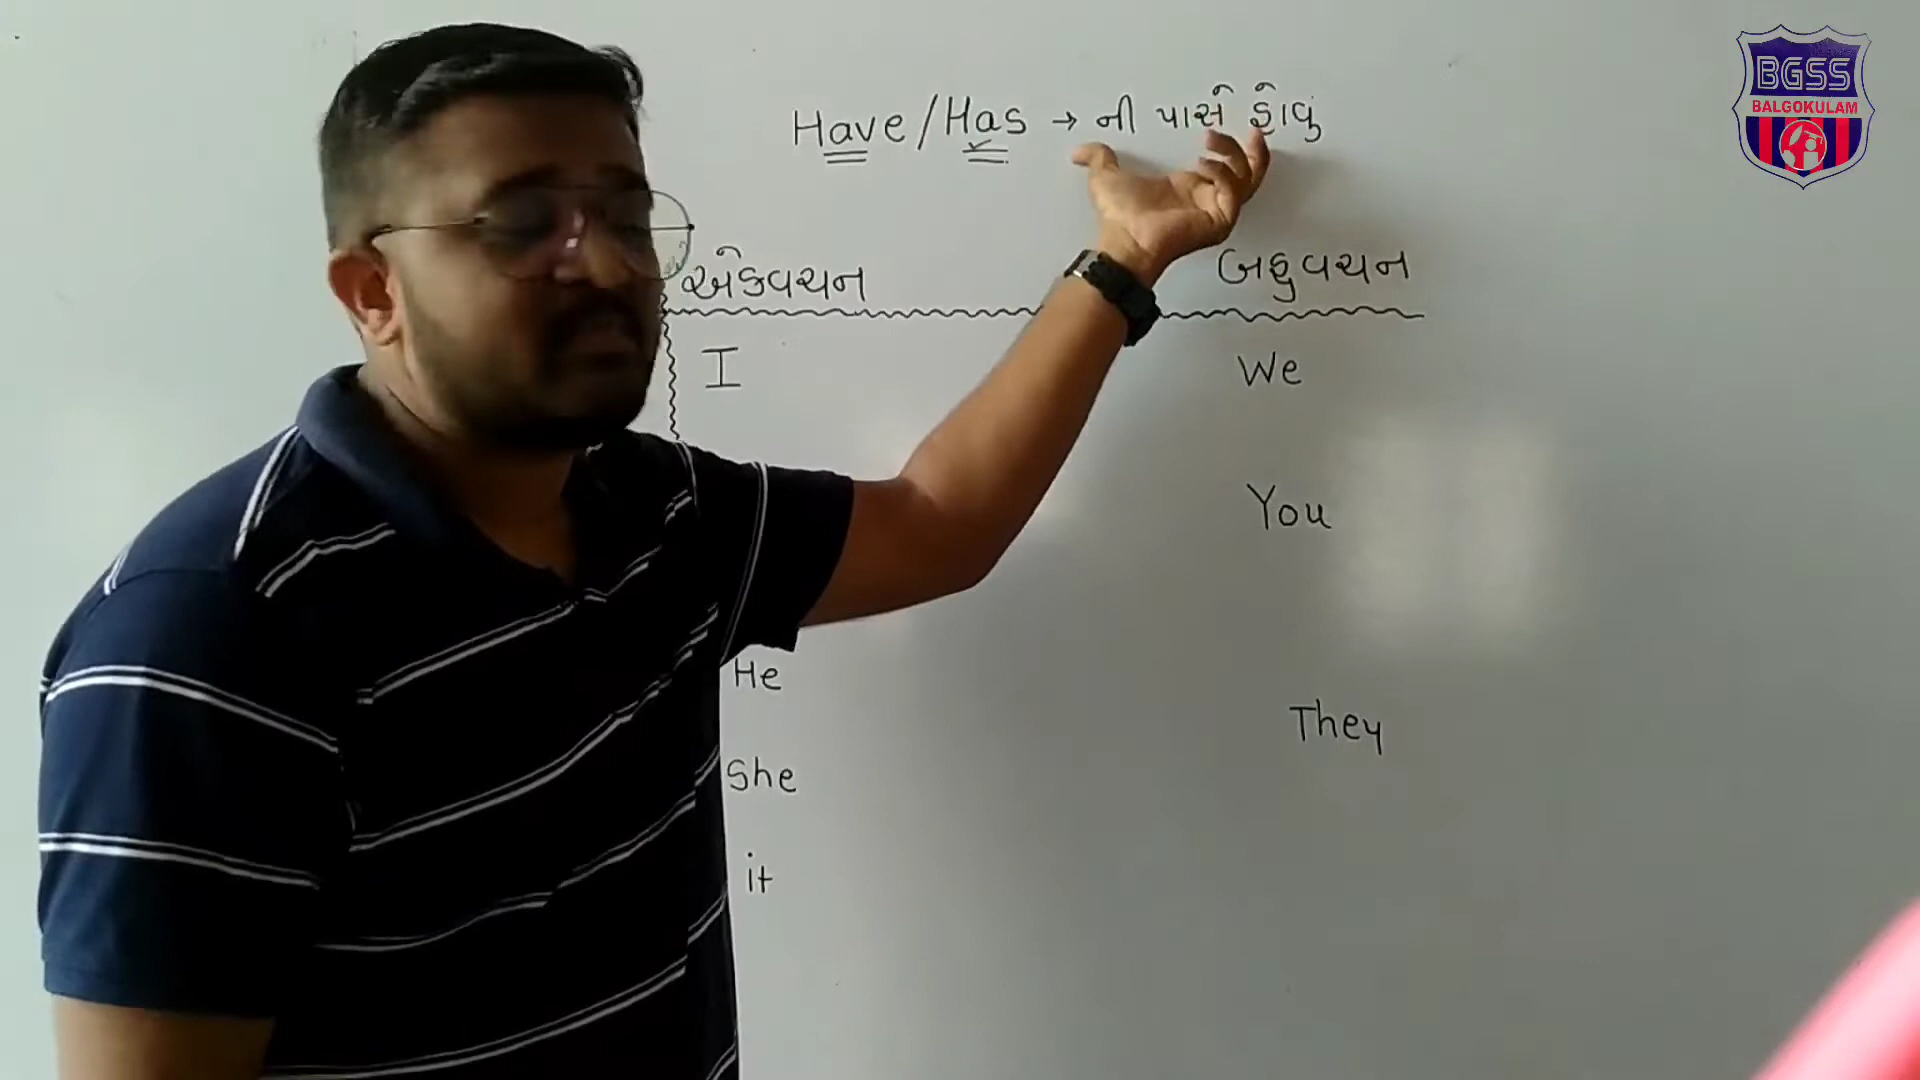 BGSS
BALGOKULAM
Have/Has → ની પાસે હોવું
એકવચન બહુવચન
I We
You
He
They
She
it